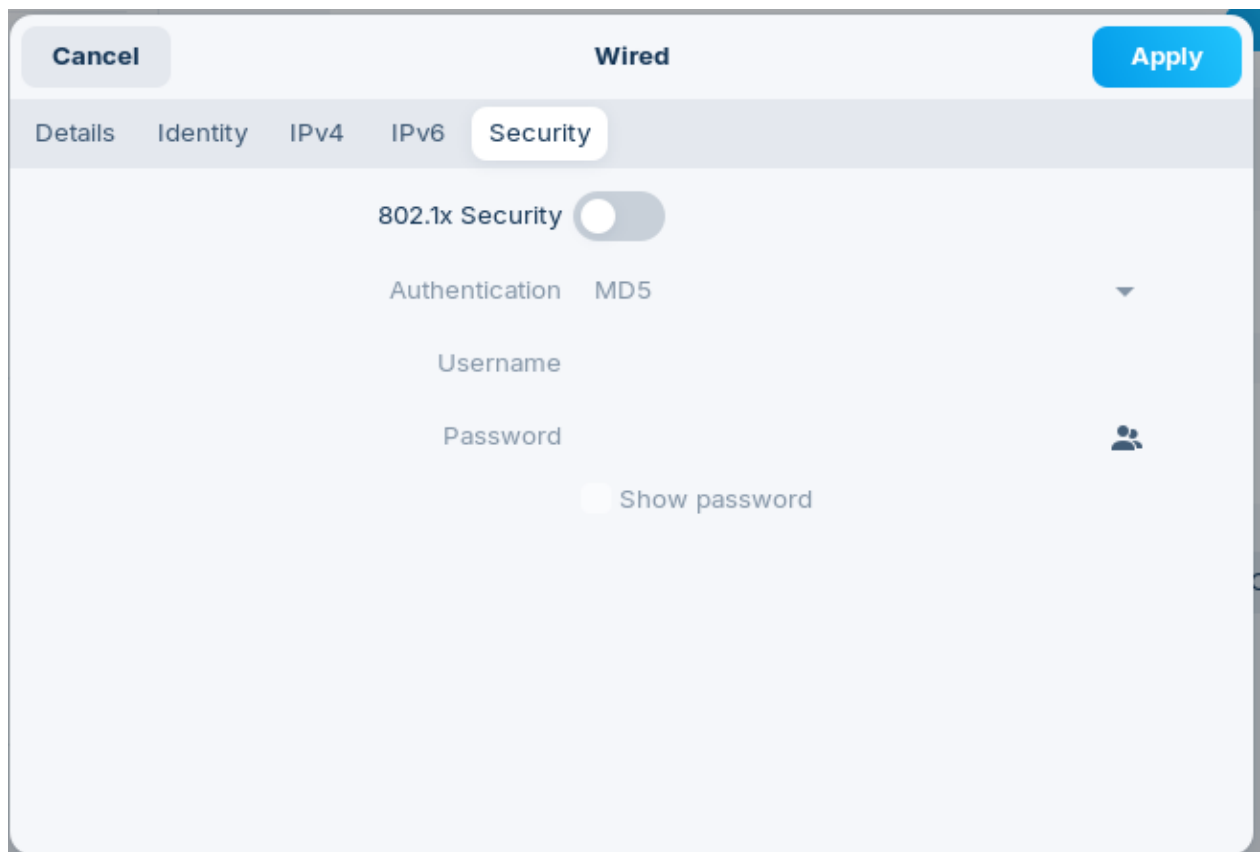 Cancel Wired Apply
Details Identity IPv4 IPv6 Security
802.1x Security
Authentication MD5
Username
Password
Show password